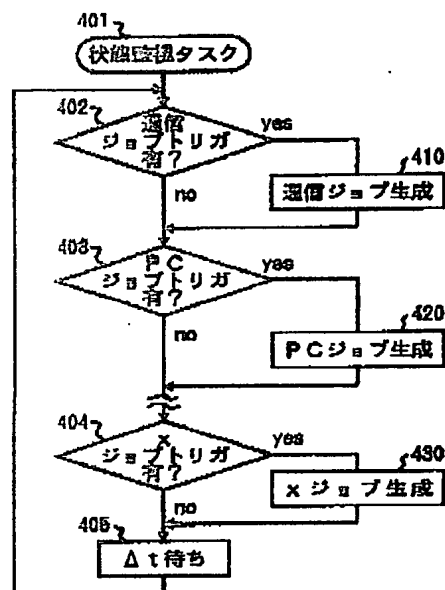 401
状態監視タスク
402
通信
ジョブトリガ
有?
yes
no
410
通信ジョブ生成
403
PC
ジョブトリガ
有?
yes
no
420
PCジョブ生成
404
x
ジョブトリガ
有?
yes
no
430
xジョブ生成
405
Δt待ち